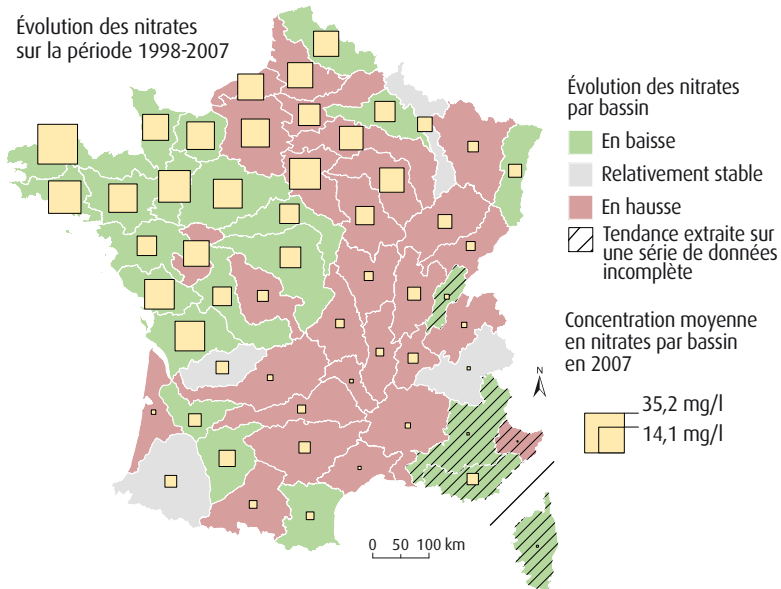 Évolution des nitrates
sur la période 1998-2007
Évolution des nitrates
par bassin
En baisse
Relativement stable
En hausse
Tendance extraite sur
une série de données
incomplète
Concentration moyenne
en nitrates par bassin
en 2007
N
35,2 mg/l
14,1 mg/l
0 50 100 km